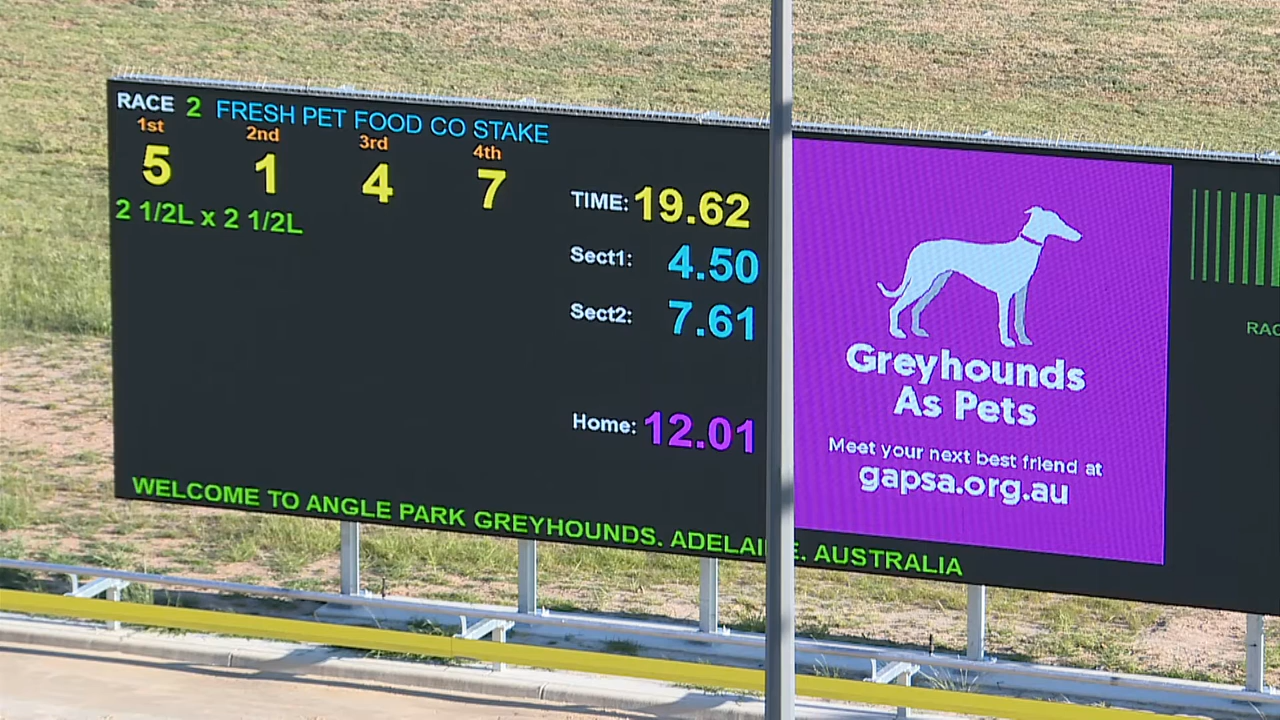 RACE 2 FRESH PET FOOD CO STAKE
1st 2nd 3rd 4th
5 1 4 7
2 1/2L x 2 1/2L
TIME: 19.62
Sect1: 4.50
Sect2: 7.61
Home: 12.01
Greyhounds
As Pets
Meet your next best friend at
gapsa.org.au
WELCOME TO ANGLE PARK GREYHOUNDS. ADELAIDE. AUSTRALIA